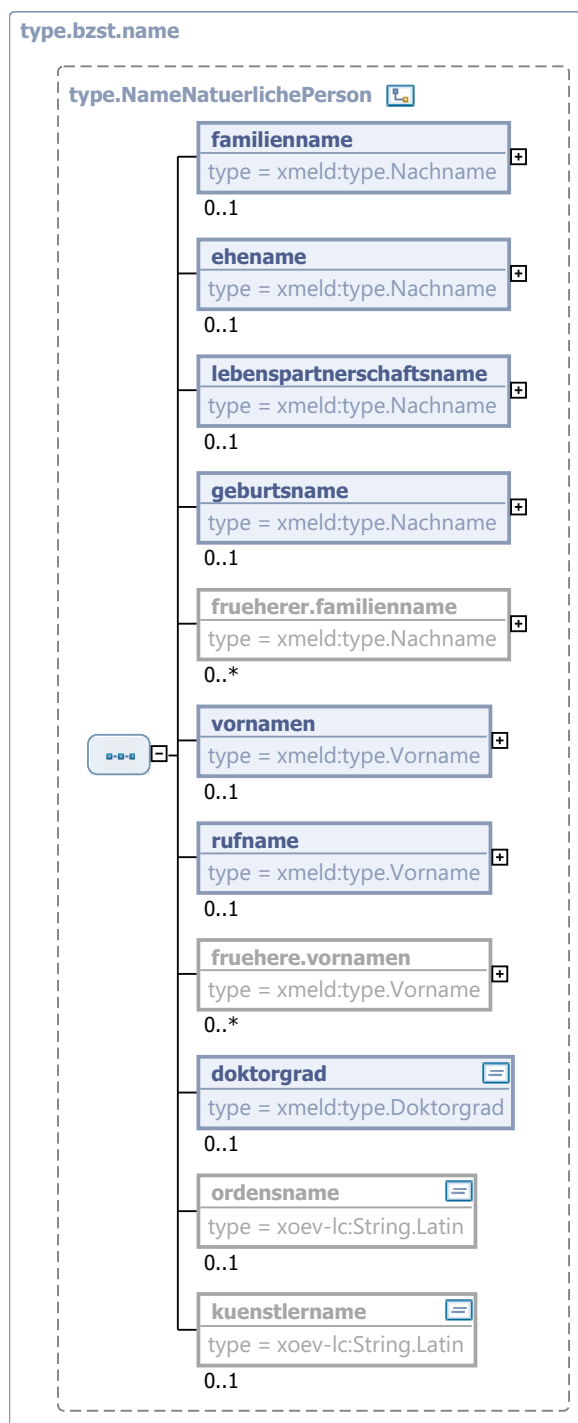 type.bzst.name
type.NameNatuerlichePerson
familienname
type = xmeld:type.Nachname
0..1
ehename
type = xmeld:type.Nachname
0..1
lebenspartnerschaftsname
type = xmeld:type.Nachname
0..1
geburtsname
type = xmeld:type.Nachname
0..1
frueherer.familienname
type = xmeld:type.Nachname
0..*
vornamen
type = xmeld:type.Vorname
0..1
rufname
type = xmeld:type.Vorname
0..1
fruehere.vornamen
type = xmeld:type.Vorname
0..*
doktorgrad
type = xmeld:type.Doktorgrad
0..1
ordensname
type = xoev-lc:String.Latin
0..1
kuenstlername
type = xoev-lc:String.Latin
0..1